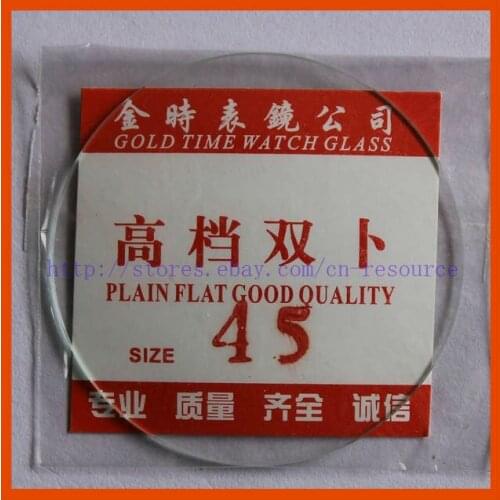 金時表鏡公司
GOLD TIME WATCH GLASS
高档双卜
http://stores.ebay.com/cn-resource
PLAIN FLAT GOOD QUALITY
SIZE 45
专业 质量 齐全 诚信